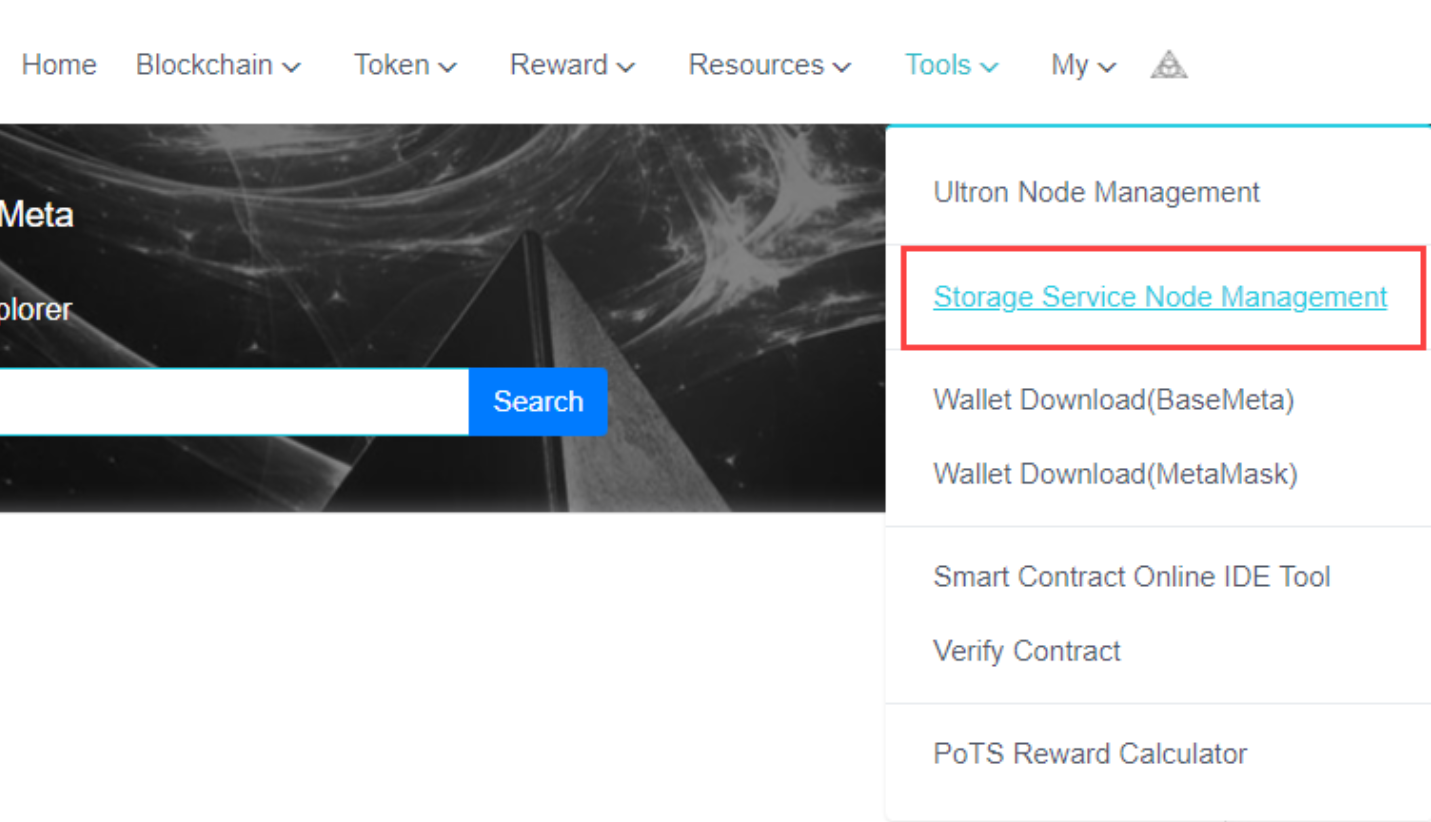 Home Blockchain Token Reward Resources Tools My
Meta
plorer
Search
Ultron Node Management
Storage Service Node Management
Wallet Download(BaseMeta)
Wallet Download(MetaMask)
Smart Contract Online IDE Tool
Verify Contract
PoTS Reward Calculator